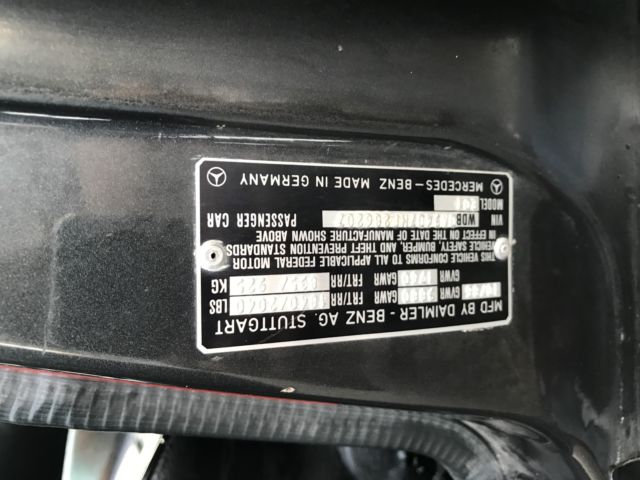 MFD BY DAIMLER - BENZ AG. STUTTGART
GVWR GAWR FRT/RR LBS
GVWR GAWR FRT/RR KG
THIS VEHICLE CONFORMS TO ALL APPLICABLE FEDERAL MOTOR
VEHICLE SAFETY, BUMPER, AND THEFT PREVENTION STANDARDS
IN EFFECT ON THE DATE OF MANUFACTURE SHOWN ABOVE
VIN PASSENGER CAR
MODEL
MERCEDES-BENZ MADE IN GERMANY